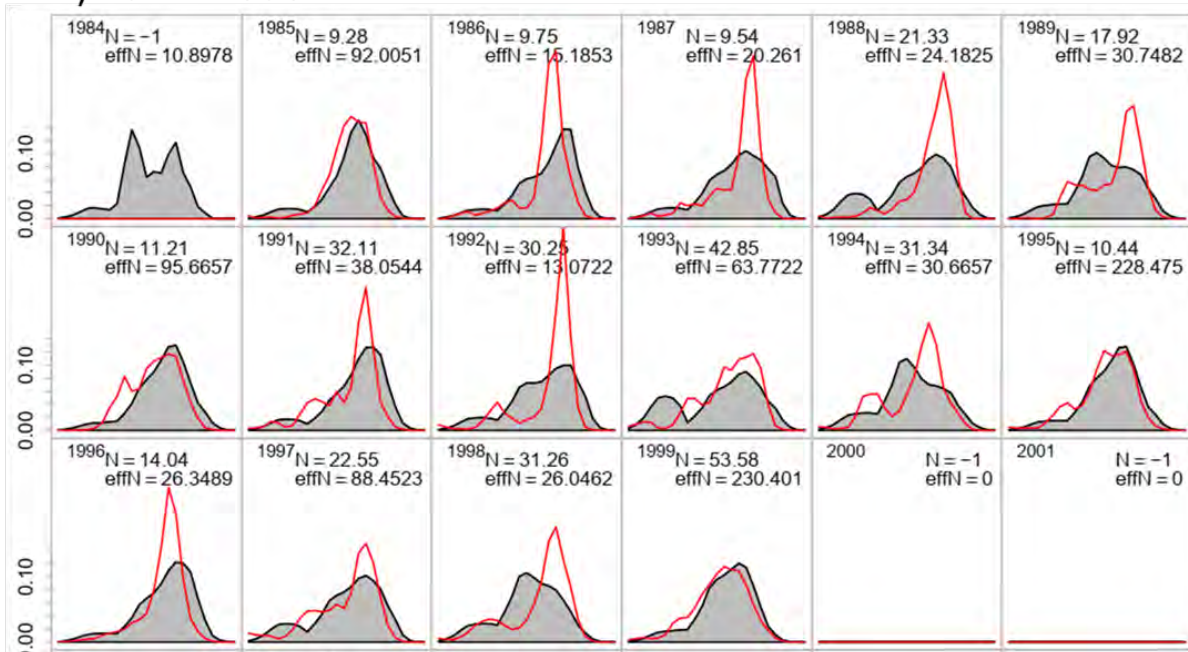 1984 N = −1
effN = 10.8978
1985 N = 9.28
effN = 92.0051
1986 N = 9.75
effN = 15.1853
1987 N = 9.54
effN = 20.261
1988 N = 21.33
effN = 24.1825
1989 N = 17.92
effN = 30.7482
0.10
0.00
1990 N = 11.21
effN = 95.6657
1991 N = 32.11
effN = 38.0544
1992 N = 30.25
effN = 13.0722
1993 N = 42.85
effN = 63.7722
1994 N = 31.34
effN = 30.6657
1995 N = 10.44
effN = 228.475
0.10
0.00
1996 N = 14.04
effN = 26.3489
1997 N = 22.55
effN = 88.4523
1998 N = 31.26
effN = 26.0462
1999 N = 53.58
effN = 230.401
2000 N = −1
effN = 0
2001 N = −1
effN = 0
0.10
0.00